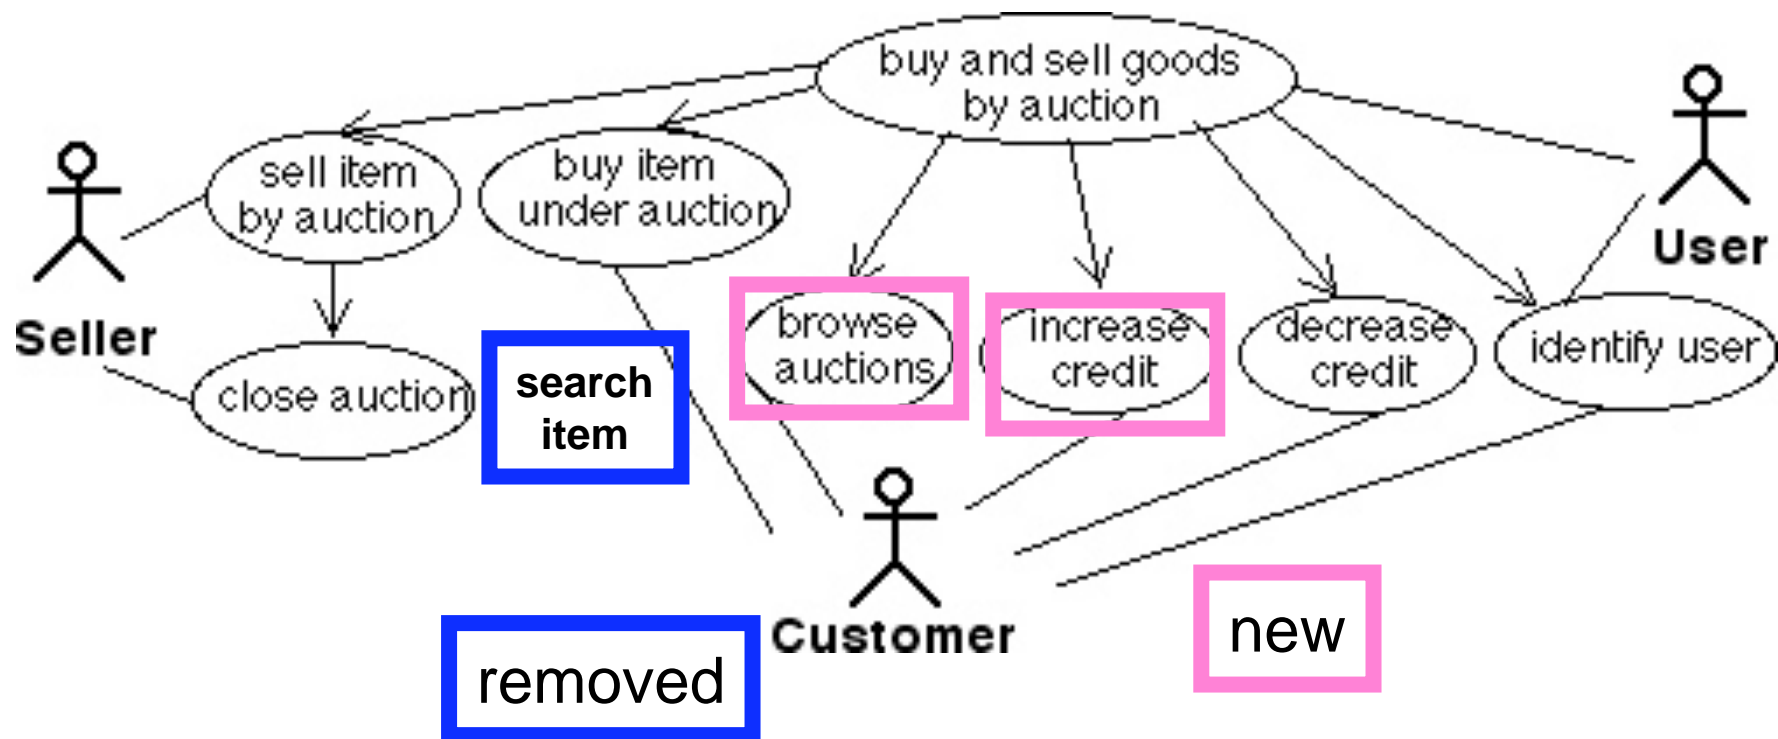 buy and sell goods
by auction
sell item
by auction
buy item
under auction
User
Seller
browse
auctions
increase
credit
decrease
credit
identify user
close auction
search
item
Customer
new
removed